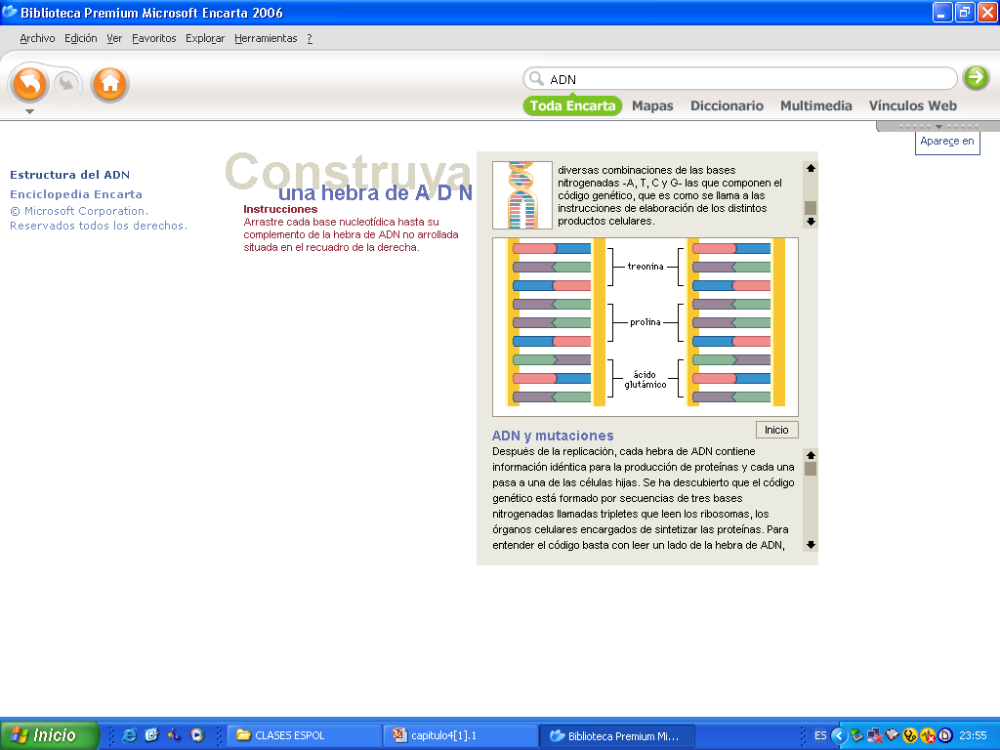 Biblioteca Premium Microsoft Encarta 2006
Archivo Edición Ver Favoritos Explorar Herramientas ?
ADN
Toda Encarta Mapas Diccionario Multimedia Vínculos Web
Aparece en
Estructura del ADN
Enciclopedia Encarta
© Microsoft Corporation.
Reservados todos los derechos.
Construya
una hebra de A D N
Instrucciones
Arrastre cada base nucleotídica hasta su
complemento de la hebra de ADN no arrollada
situada en el recuadro de la derecha.
diversas combinaciones de las bases
nitrogenadas -A, T, C y G- las que componen el
código genético, que es como se llama a las
instrucciones de elaboración de los distintos
productos celulares.
treonina
prolina
ácido
glutámico
Inicio
ADN y mutaciones
Después de la replicación, cada hebra de ADN contiene
información idéntica para la producción de proteínas y cada una
pasa a una de las células hijas. Se ha descubierto que el código
genético está formado por secuencias de tres bases
nitrogenadas llamadas tripletes que leen los ribosomas, los
órganos celulares encargados de sintetizar las proteínas. Para
entender el código basta con leer un lado de la hebra de ADN,
Inicio
CLASES ESPOL
capitulo4[1].1
Biblioteca Premium Mi...
ES
23:55